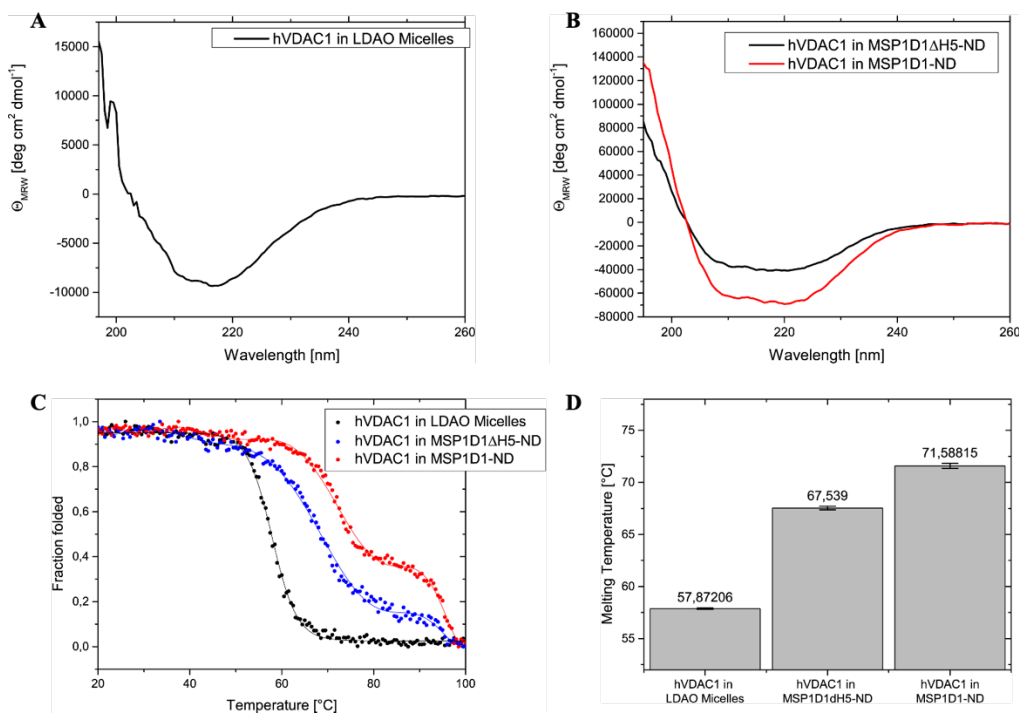 A
hVDAC1 in LDAO Micelles
15000
10000
5000
0
-5000
-10000
Θ_MRW [deg cm² dmol⁻¹]
200
220
240
260
Wavelength [nm]
B
hVDAC1 in MSP1D1ΔH5-ND
hVDAC1 in MSP1D1-ND
160000
140000
120000
100000
80000
60000
40000
20000
0
-20000
-40000
-60000
-80000
Θ_MRW [deg cm² dmol⁻¹]
200
220
240
260
Wavelength [nm]
C
hVDAC1 in LDAO Micelles
hVDAC1 in MSP1D1ΔH5-ND
hVDAC1 in MSP1D1-ND
1,0
0,8
0,6
0,4
0,2
0,0
Fraction folded
20
40
60
80
100
Temperature [°C]
D
75
70
65
60
55
Melting Temperature [°C]
57,87206
67,539
71,58815
hVDAC1 in
LDAO Micelles
hVDAC1 in
MSP1D1dH5-ND
hVDAC1 in
MSP1D1-ND